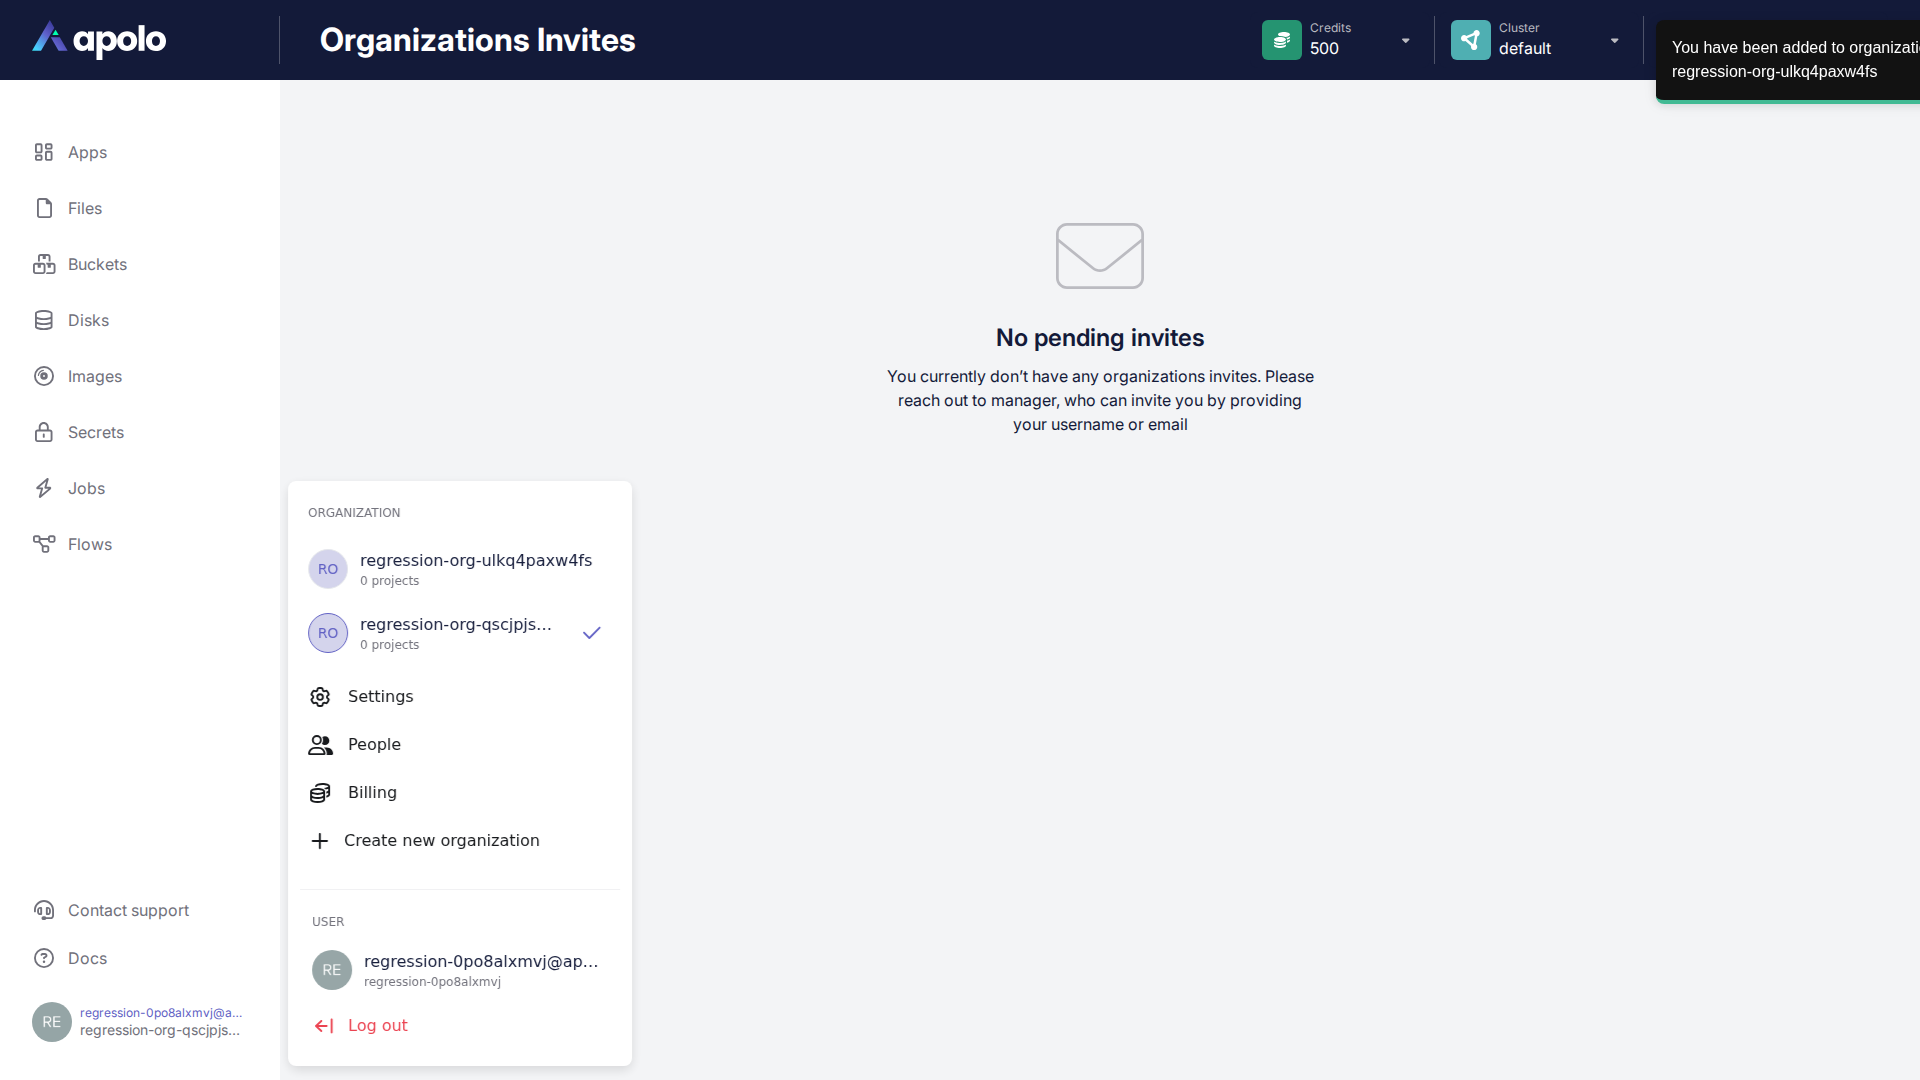 apolo
Organizations Invites
Credits
500
Cluster
default
You have been added to organizati
regression-org-ulkq4paxw4fs
Apps
Files
Buckets
Disks
Images
Secrets
Jobs
Flows
No pending invites
You currently don’t have any organizations invites. Please
reach out to manager, who can invite you by providing
your username or email
ORGANIZATION
RO
regression-org-ulkq4paxw4fs
0 projects
RO
regression-org-qscjpjs...
0 projects
Settings
People
Billing
Create new organization
USER
RE
regression-0po8alxmvj@ap...
regression-0po8alxmvj
Log out
Contact support
Docs
RE
regression-0po8alxmvj@a...
regression-org-qscjpjs...